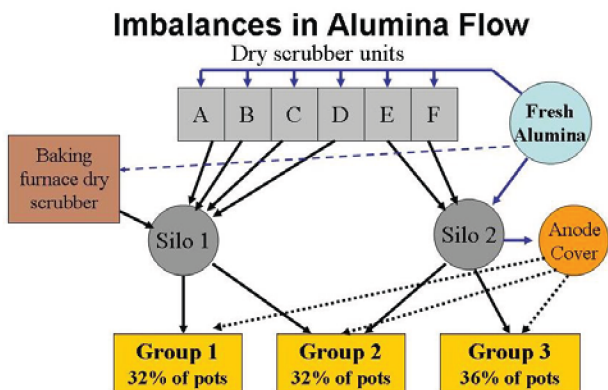 Imbalances in Alumina Flow
Dry scrubber units
A B C D E F
Fresh
Alumina
Baking
furnace dry
scrubber
Silo 1
Silo 2
Anode
Cover
Group 1
32% of pots
Group 2
32% of pots
Group 3
36% of pots